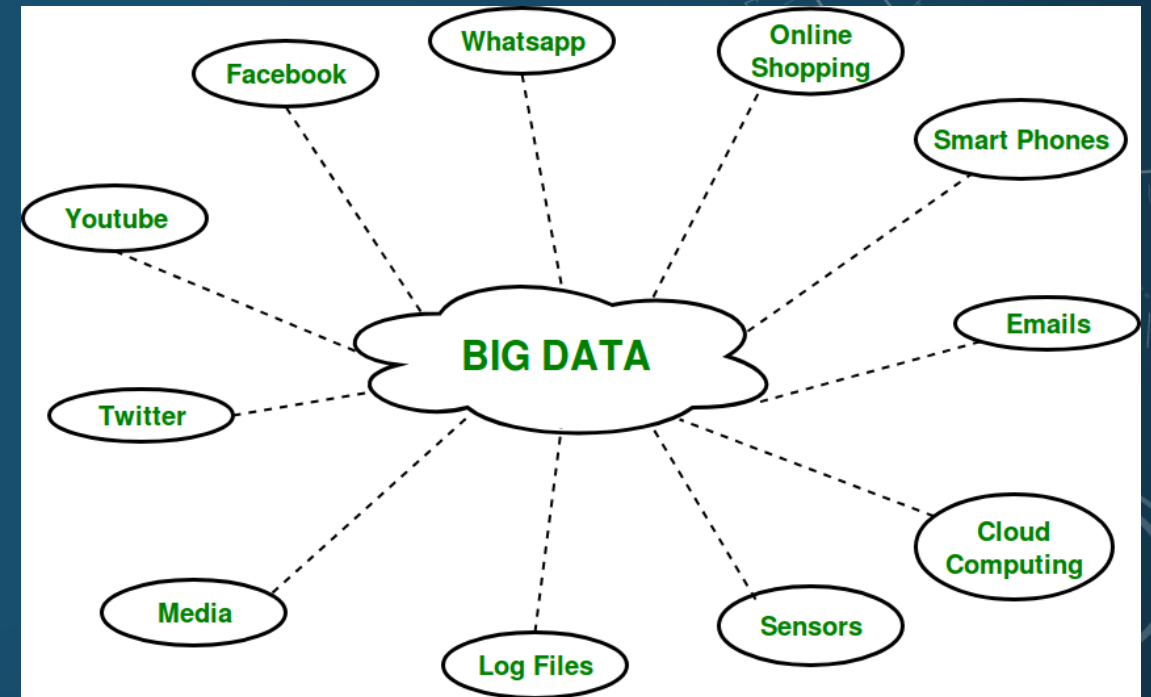 Whatsapp
Online
Shopping
Facebook
Smart Phones
Youtube
Emails
BIG DATA
Twitter
Cloud
Computing
Media
Sensors
Log Files